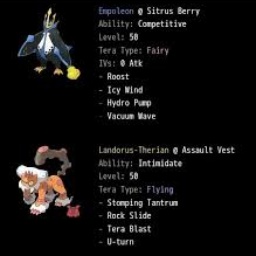 Empoleon @ Sitrus Berry
Ability: Competitive
Level: 50
Tera Type: Fairy
IVs: 0 Atk
- Roost
- Icy Wind
- Hydro Pump
- Vacuum Wave
Landorus-Therian @ Assault Vest
Ability: Intimidate
Level: 50
Tera Type: Flying
- Stomping Tantrum
- Rock Slide
- Tera Blast
- U-turn